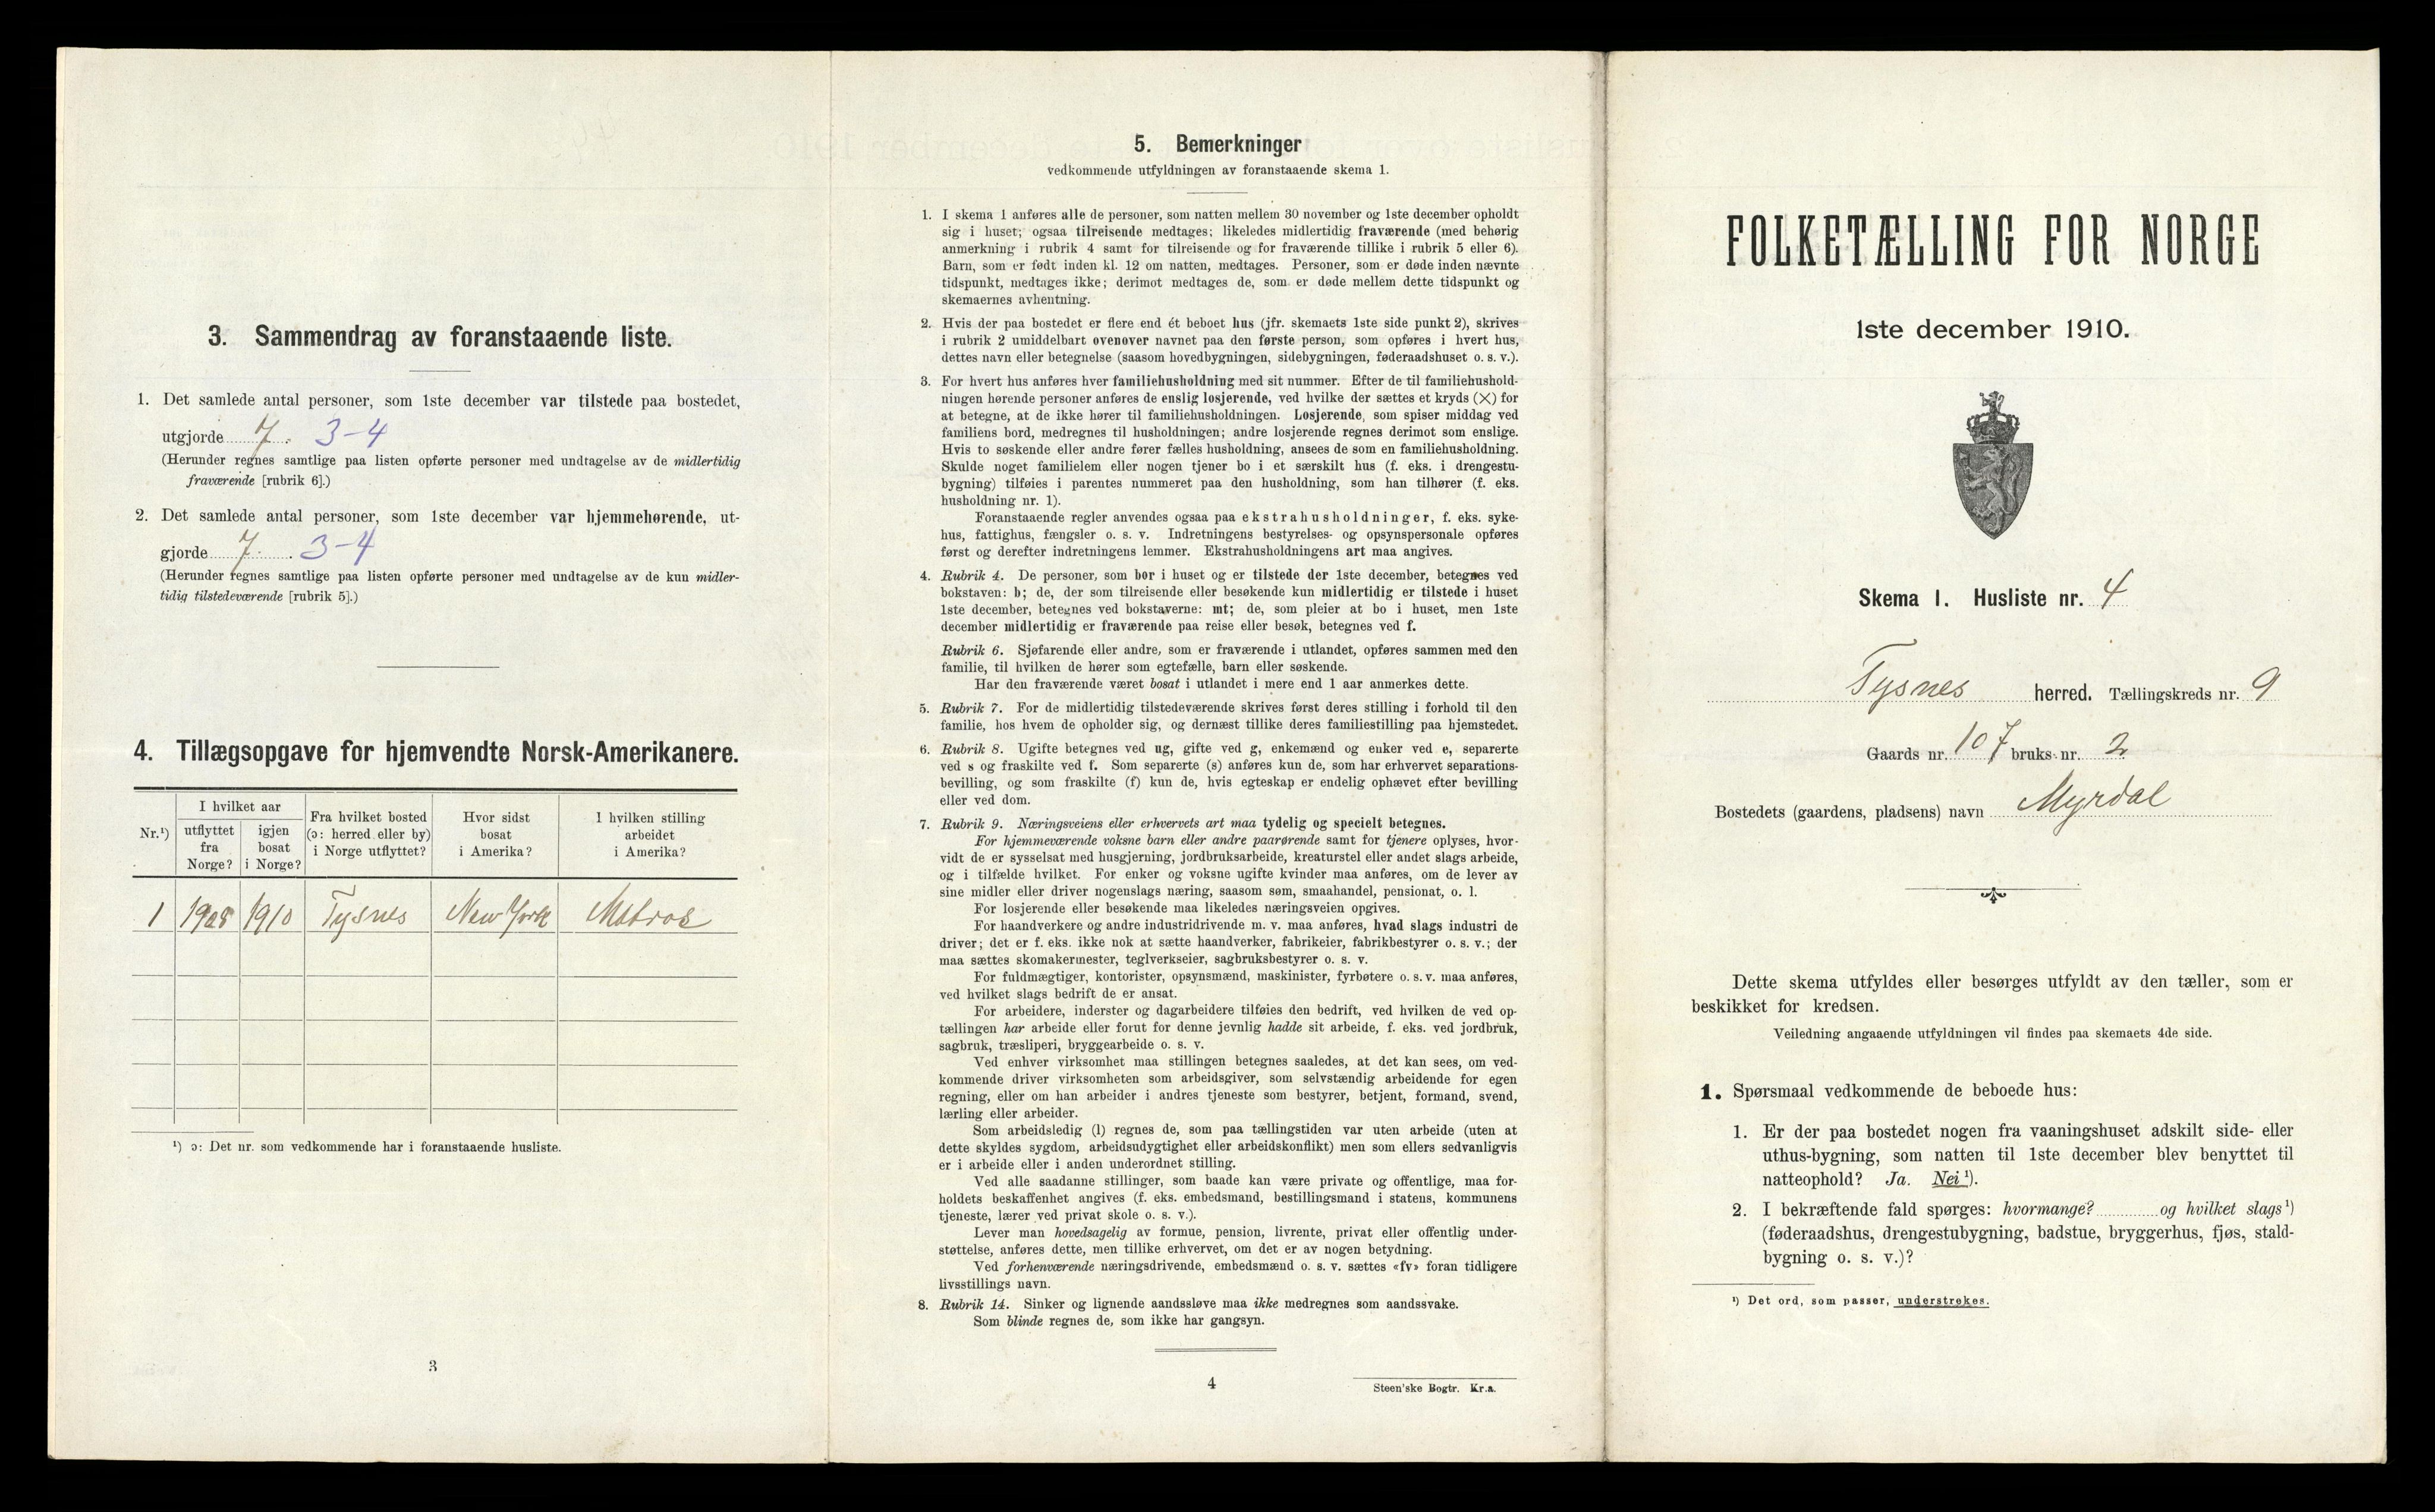 3. Sammendrag av foranstaaende liste.
1. Det samlede antal personer, som 1ste december var tilstede paa bostedet,
utgjorde 7. 3-4
(Herunder regnes samtlige paa listen opførte personer med undtagelse av de midlertidig
fraværende [rubrik 6].)
2. Det samlede antal personer, som 1ste december var hjemmehørende, ut-
gjorde 7. 3-4
(Herunder regnes samtlige paa listen opførte personer med undtagelse av de kun midler-
tidig tilstedeværende [rubrik 5].)
4. Tillægsopgave for hjemvendte Norsk-Amerikanere.
Nr.¹)
I hvilket aar
utflyttet fra Norge?
igjen bosat i Norge?
Fra hvilket bosted (ɔ: herred eller by) i Norge utflyttet?
Hvor sidst bosat i Amerika?
I hvilken stilling arbeidet i Amerika?
1 1908 1910 Tysnes New York Matros
¹) ɔ: Det nr. som vedkommende har i foranstaaende husliste.
3
5. Bemerkninger
vedkommende utfyldningen av foranstaaende skema 1.
1. I skema 1 anføres alle de personer, som natten mellem 30 november og 1ste december opholdt
sig i huset; ogsaa tilreisende medtages; likeledes midlertidig fraværende (med behørig
anmerkning i rubrik 4 samt for tilreisende og for fraværende tillike i rubrik 5 eller 6).
Barn, som er født inden kl. 12 om natten, medtages. Personer, som er døde inden nævnte
tidspunkt, medtages ikke; derimot medtages de, som er døde mellem dette tidspunkt og
skemaernes avhentning.
2. Hvis der paa bostedet er flere end ét beboet hus (jfr. skemaets 1ste side punkt 2), skrives
i rubrik 2 umiddelbart ovenover navnet paa den første person, som opføres i hvert hus,
dettes navn eller betegnelse (saasom hovedbygningen, sidebygningen, føderaadshuset o. s. v.).
3. For hvert hus anføres hver familiehusholdning med sit nummer. Efter de til familiehushold-
ningen hørende personer anføres de enslig losjerende, ved hvilke der sættes et kryds (✕) for
at betegne, at de ikke hører til familiehusholdningen. Losjerende, som spiser middag ved
familiens bord, medregnes til husholdningen; andre losjerende regnes derimot som enslige.
Hvis to søskende eller andre fører fælles husholdning, ansees de som en familiehusholdning.
Skulde noget familielem eller nogen tjener bo i et særskilt hus (f. eks. i drengestu-
bygning) tilføies i parentes nummeret paa den husholdning, som han tilhører (f. eks.
husholdning nr. 1).
Foranstaaende regler anvendes ogsaa paa ekstrahusholdninger, f. eks. syke-
hus, fattighus, fængsler o. s. v. Indretningens bestyrelses- og opsynspersonale opføres
først og derefter indretningens lemmer. Ekstrahusholdningens art maa angives.
4. Rubrik 4. De personer, som bor i huset og er tilstede der 1ste december, betegnes ved
bokstaven: b; de, der som tilreisende eller besøkende kun midlertidig er tilstede i huset
1ste december, betegnes ved bokstaverne: mt; de, som pleier at bo i huset, men 1ste
december midlertidig er fraværende paa reise eller besøk, betegnes ved f.
Rubrik 6. Sjøfarende eller andre, som er fraværende i utlandet, opføres sammen med den
familie, til hvilken de hører som egtefælle, barn eller søskende.
Har den fraværende været bosat i utlandet i mere end 1 aar anmerkes dette.
5. Rubrik 7. For de midlertidig tilstedeværende skrives først deres stilling i forhold til den
familie, hos hvem de opholder sig, og dernæst tillike deres familiestilling paa hjemstedet.
6. Rubrik 8. Ugifte betegnes ved ug, gifte ved g, enkemænd og enker ved e, separerte
ved s og fraskilte ved f. Som separerte (s) anføres kun de, som har erhvervet separations-
bevilling, og som fraskilte (f) kun de, hvis egteskap er endelig ophævet efter bevilling
eller ved dom.
7. Rubrik 9. Næringsveiens eller erhvervets art maa tydelig og specielt betegnes.
For hjemmeværende voksne barn eller andre paarørende samt for tjenere oplyses, hvor-
vidt de er sysselsat med husgjerning, jordbruksarbeide, kreaturstel eller andet slags arbeide,
og i tilfælde hvilket. For enker og voksne ugifte kvinder maa anføres, om de lever av
sine midler eller driver nogenslags næring, saasom søm, smaahandel, pensionat, o. l.
For losjerende eller besøkende maa likeledes næringsveien opgives.
For haandverkere og andre industridrivende m. v. maa anføres, hvad slags industri de
driver; det er f. eks. ikke nok at sætte haandverker, fabrikeier, fabrikbestyrer o. s. v.; der
maa sættes skomakermester, teglverkseier, sagbruksbestyrer o. s. v.
For fuldmægtiger, kontorister, opsynsmænd, maskinister, fyrbøtere o. s. v. maa anføres,
ved hvilket slags bedrift de er ansat.
For arbeidere, inderster og dagarbeidere tilføies den bedrift, ved hvilken de ved op-
tællingen har arbeide eller forut for denne jevnlig hadde sit arbeide, f. eks. ved jordbruk,
sagbruk, træsliperi, bryggearbeide o. s. v.
Ved enhver virksomhet maa stillingen betegnes saaledes, at det kan sees, om ved-
kommende driver virksomheten som arbeidsgiver, som selvstændig arbeidende for egen
regning, eller om han arbeider i andres tjeneste som bestyrer, betjent, formand, svend,
lærling eller arbeider.
Som arbeidsledig (l) regnes de, som paa tællingstiden var uten arbeide (uten at
dette skyldes sygdom, arbeidsudygtighet eller arbeidskonflikt) men som ellers sedvanligvis
er i arbeide eller i anden underordnet stilling.
Ved alle saadanne stillinger, som baade kan være private og offentlige, maa for-
holdets beskaffenhet angives (f. eks. embedsmand, bestillingsmand i statens, kommunens
tjeneste, lærer ved privat skole o. s. v.).
Lever man hovedsagelig av formue, pension, livrente, privat eller offentlig under-
støttelse, anføres dette, men tillike erhvervet, om det er av nogen betydning.
Ved forhenværende næringsdrivende, embedsmænd o. s. v. sættes «fv» foran tidligere
livsstillings navn.
8. Rubrik 14. Sinker og lignende aandssløve maa ikke medregnes som aandssvake.
Som blinde regnes de, som ikke har gangsyn.
4
Steen'ske Bogtr. Kr.a.
FOLKETÆLLING FOR NORGE
1ste december 1910.
Skema 1. Husliste nr. 4
Tysnes herred. Tællingskreds nr. 9
Gaards nr. 107 bruks nr. 2
Bostedets (gaardens, pladsens) navn Myrdal
Dette skema utfyldes eller besørges utfyldt av den tæller, som er
beskikket for kredsen.
Veiledning angaaende utfyldningen vil findes paa skemaets 4de side.
1. Spørsmaal vedkommende de beboede hus:
1. Er der paa bostedet nogen fra vaaningshuset adskilt side- eller
uthus-bygning, som natten til 1ste december blev benyttet til
natteophold? Ja. Nei¹).
2. I bekræftende fald spørges: hvormange? og hvilket slags¹)
(føderaadshus, drengestubygning, badstue, bryggerhus, fjøs, stald-
bygning o. s. v.)?
¹) Det ord, som passer, understrekes.